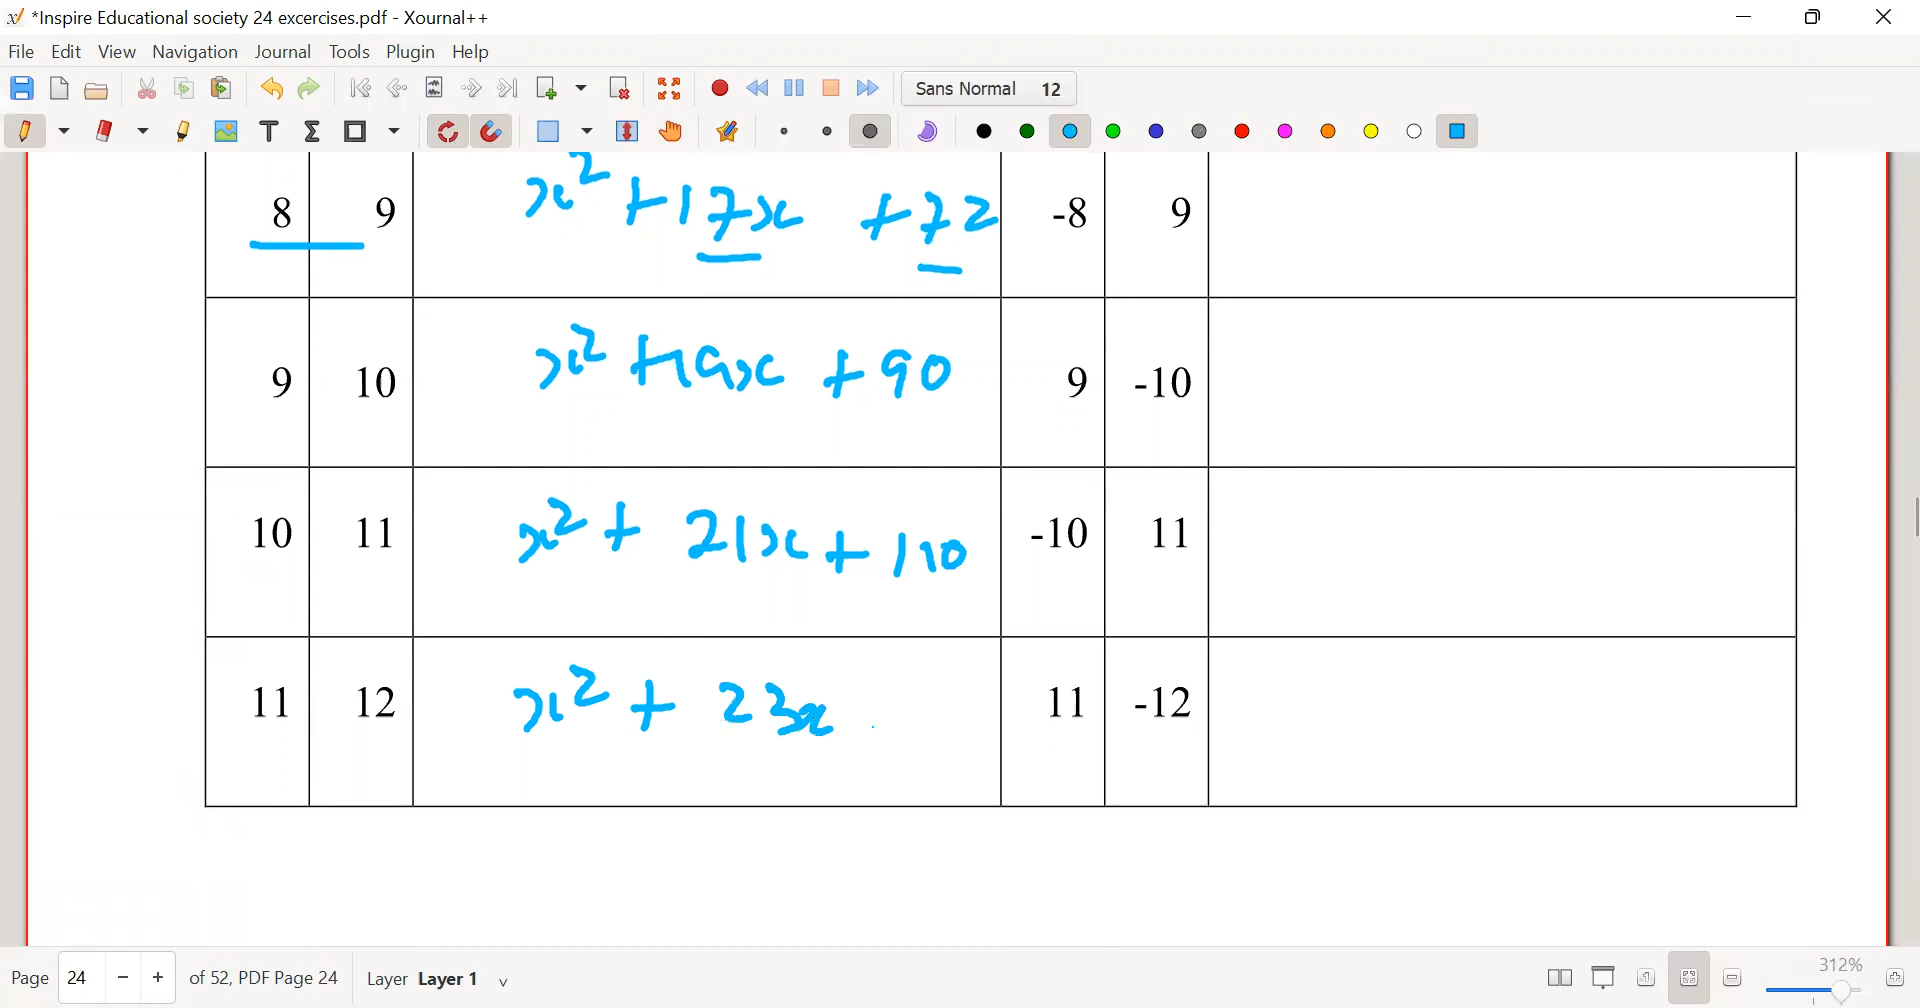 *Inspire Educational society 24 excercises.pdf - Xournal++
File Edit View Navigation Journal Tools Plugin Help
Sans Normal 12
8 9 x² +17x +72 -8 9
9 10 x² +19x +90 9 -10
10 11 x² + 21x + 110 -10 11
11 12 x² + 23x 11 -12
312%
Page 24 − + of 52, PDF Page 24 Layer Layer 1